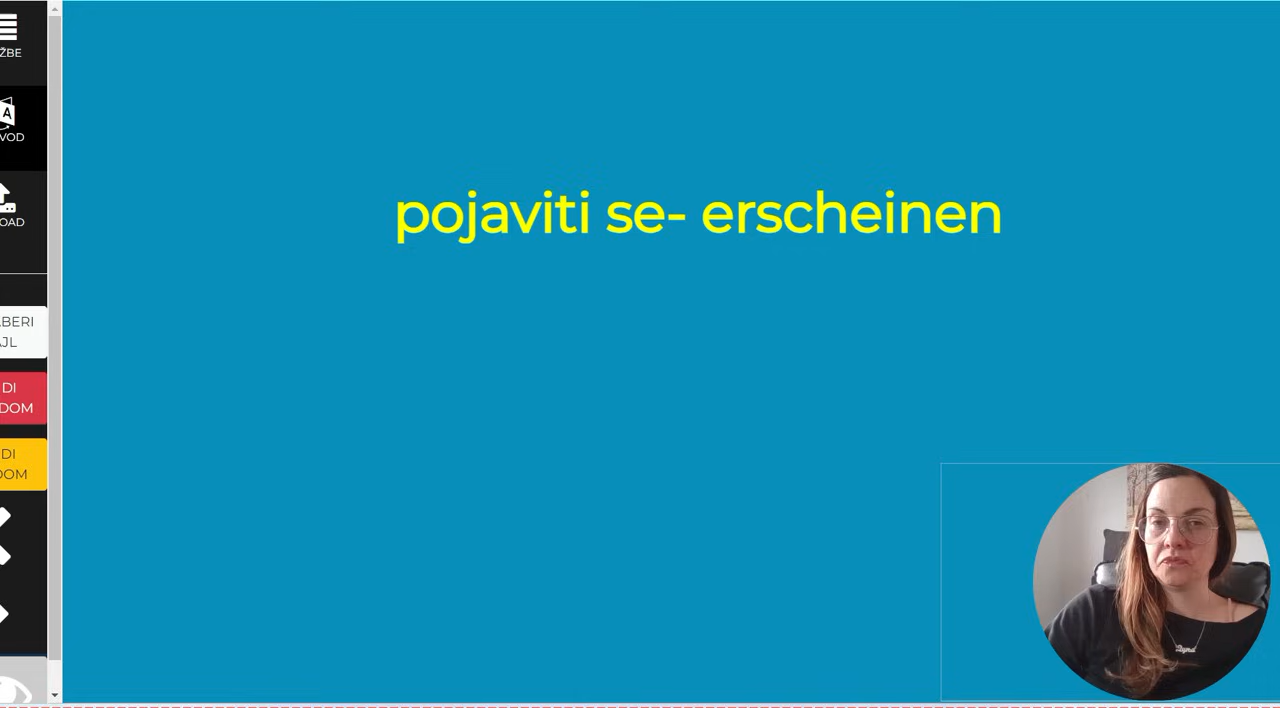 ŽBE
A
VOD
OAD
pojaviti se- erscheinen
BERI
JL
DI
DOM
DI
DOM